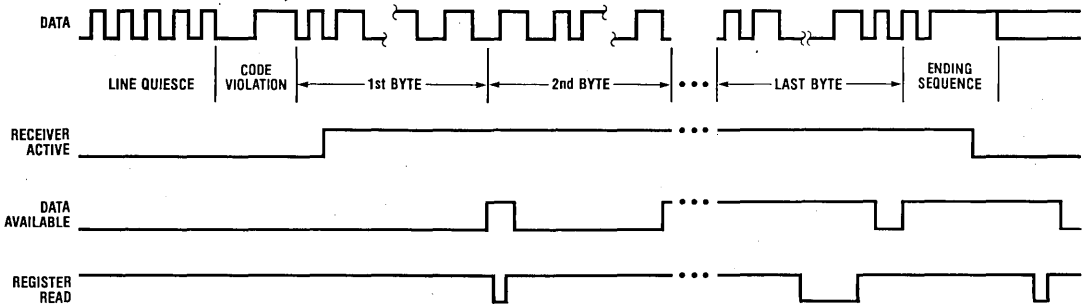 DATA
LINE QUIESCE
CODE
VIOLATION
1st BYTE
2nd BYTE
•••
LAST BYTE
ENDING
SEQUENCE
RECEIVER
ACTIVE
•••
DATA
AVAILABLE
•••
REGISTER
READ
•••